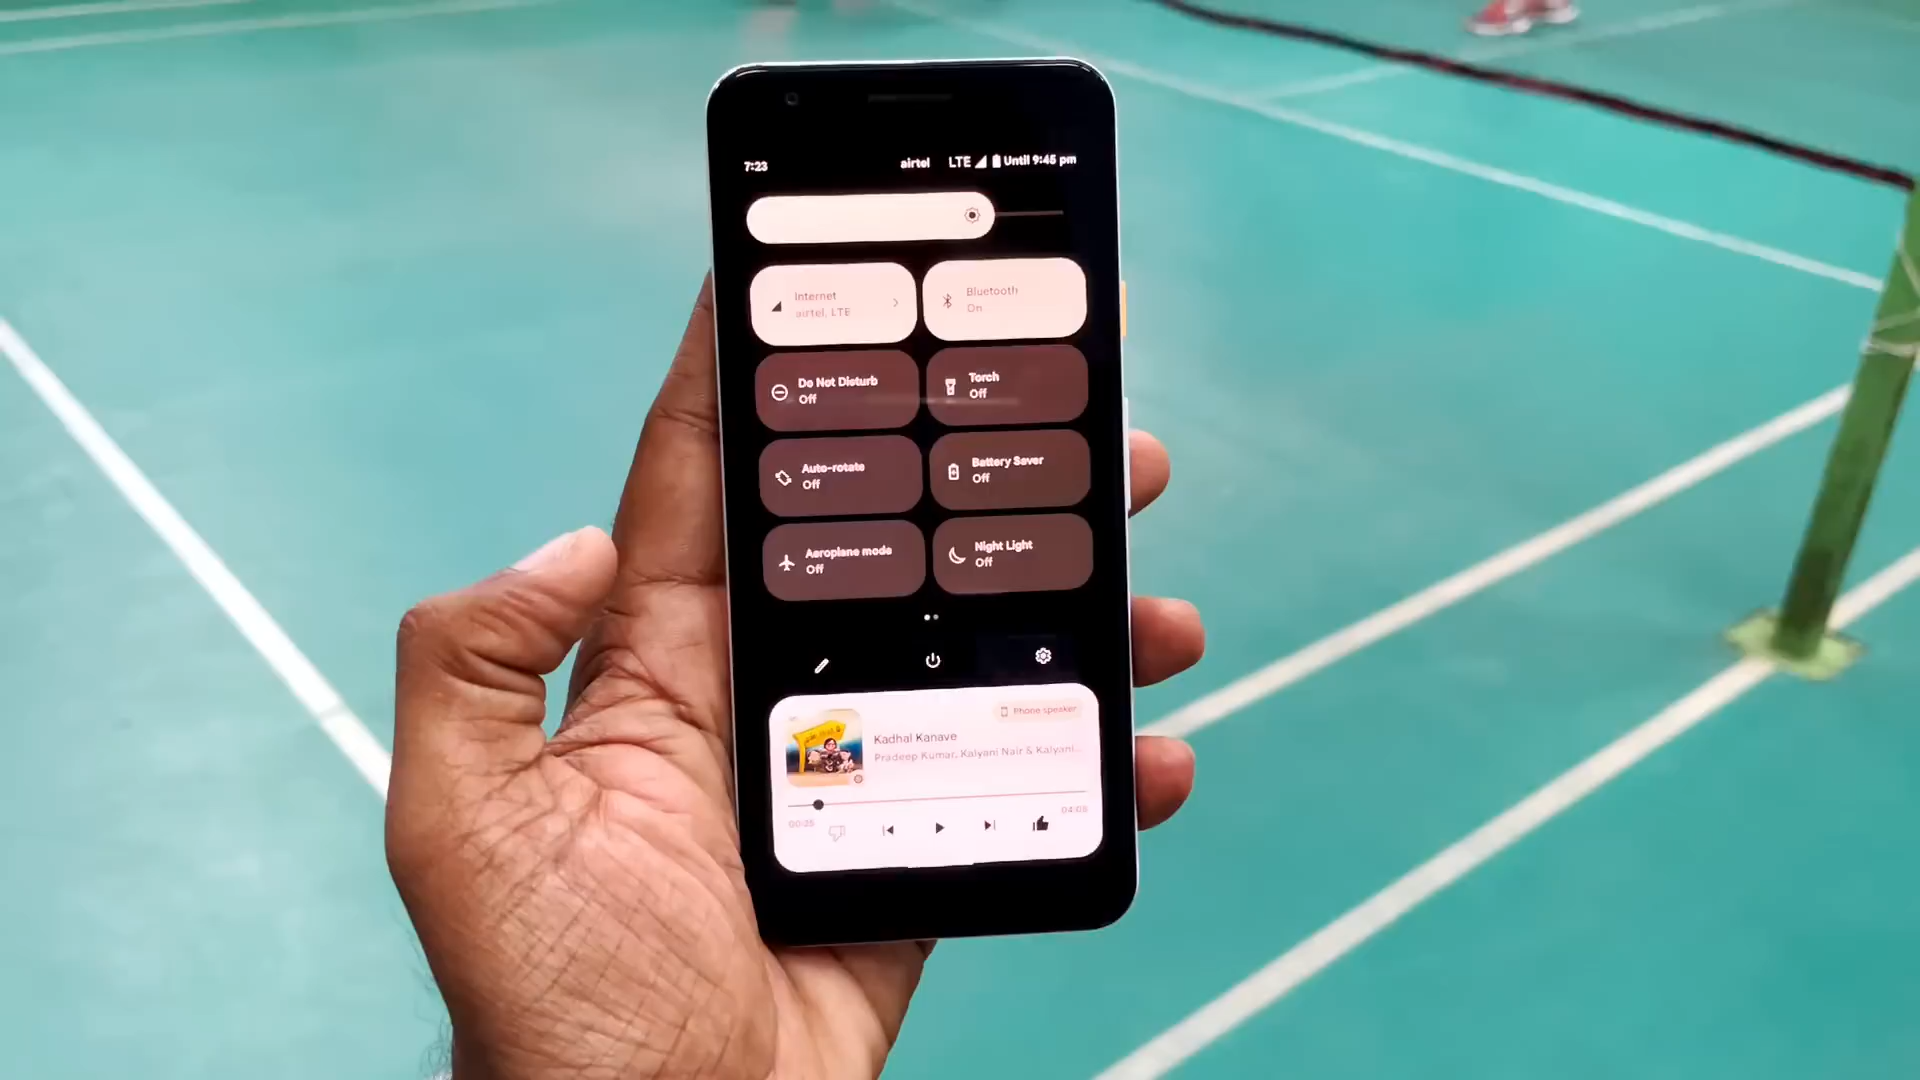 7:23
airtel LTE Until 9:45 pm
Internet
airtel, LTE
Bluetooth
On
Do Not Disturb
Off
Torch
Off
Auto-rotate
Off
Battery Saver
Off
Aeroplane mode
Off
Night Light
Off
Phone speaker
Kadhal Kanave
Pradeep Kumar, Kalyani Nair & Kalyani...
00:25
04:08